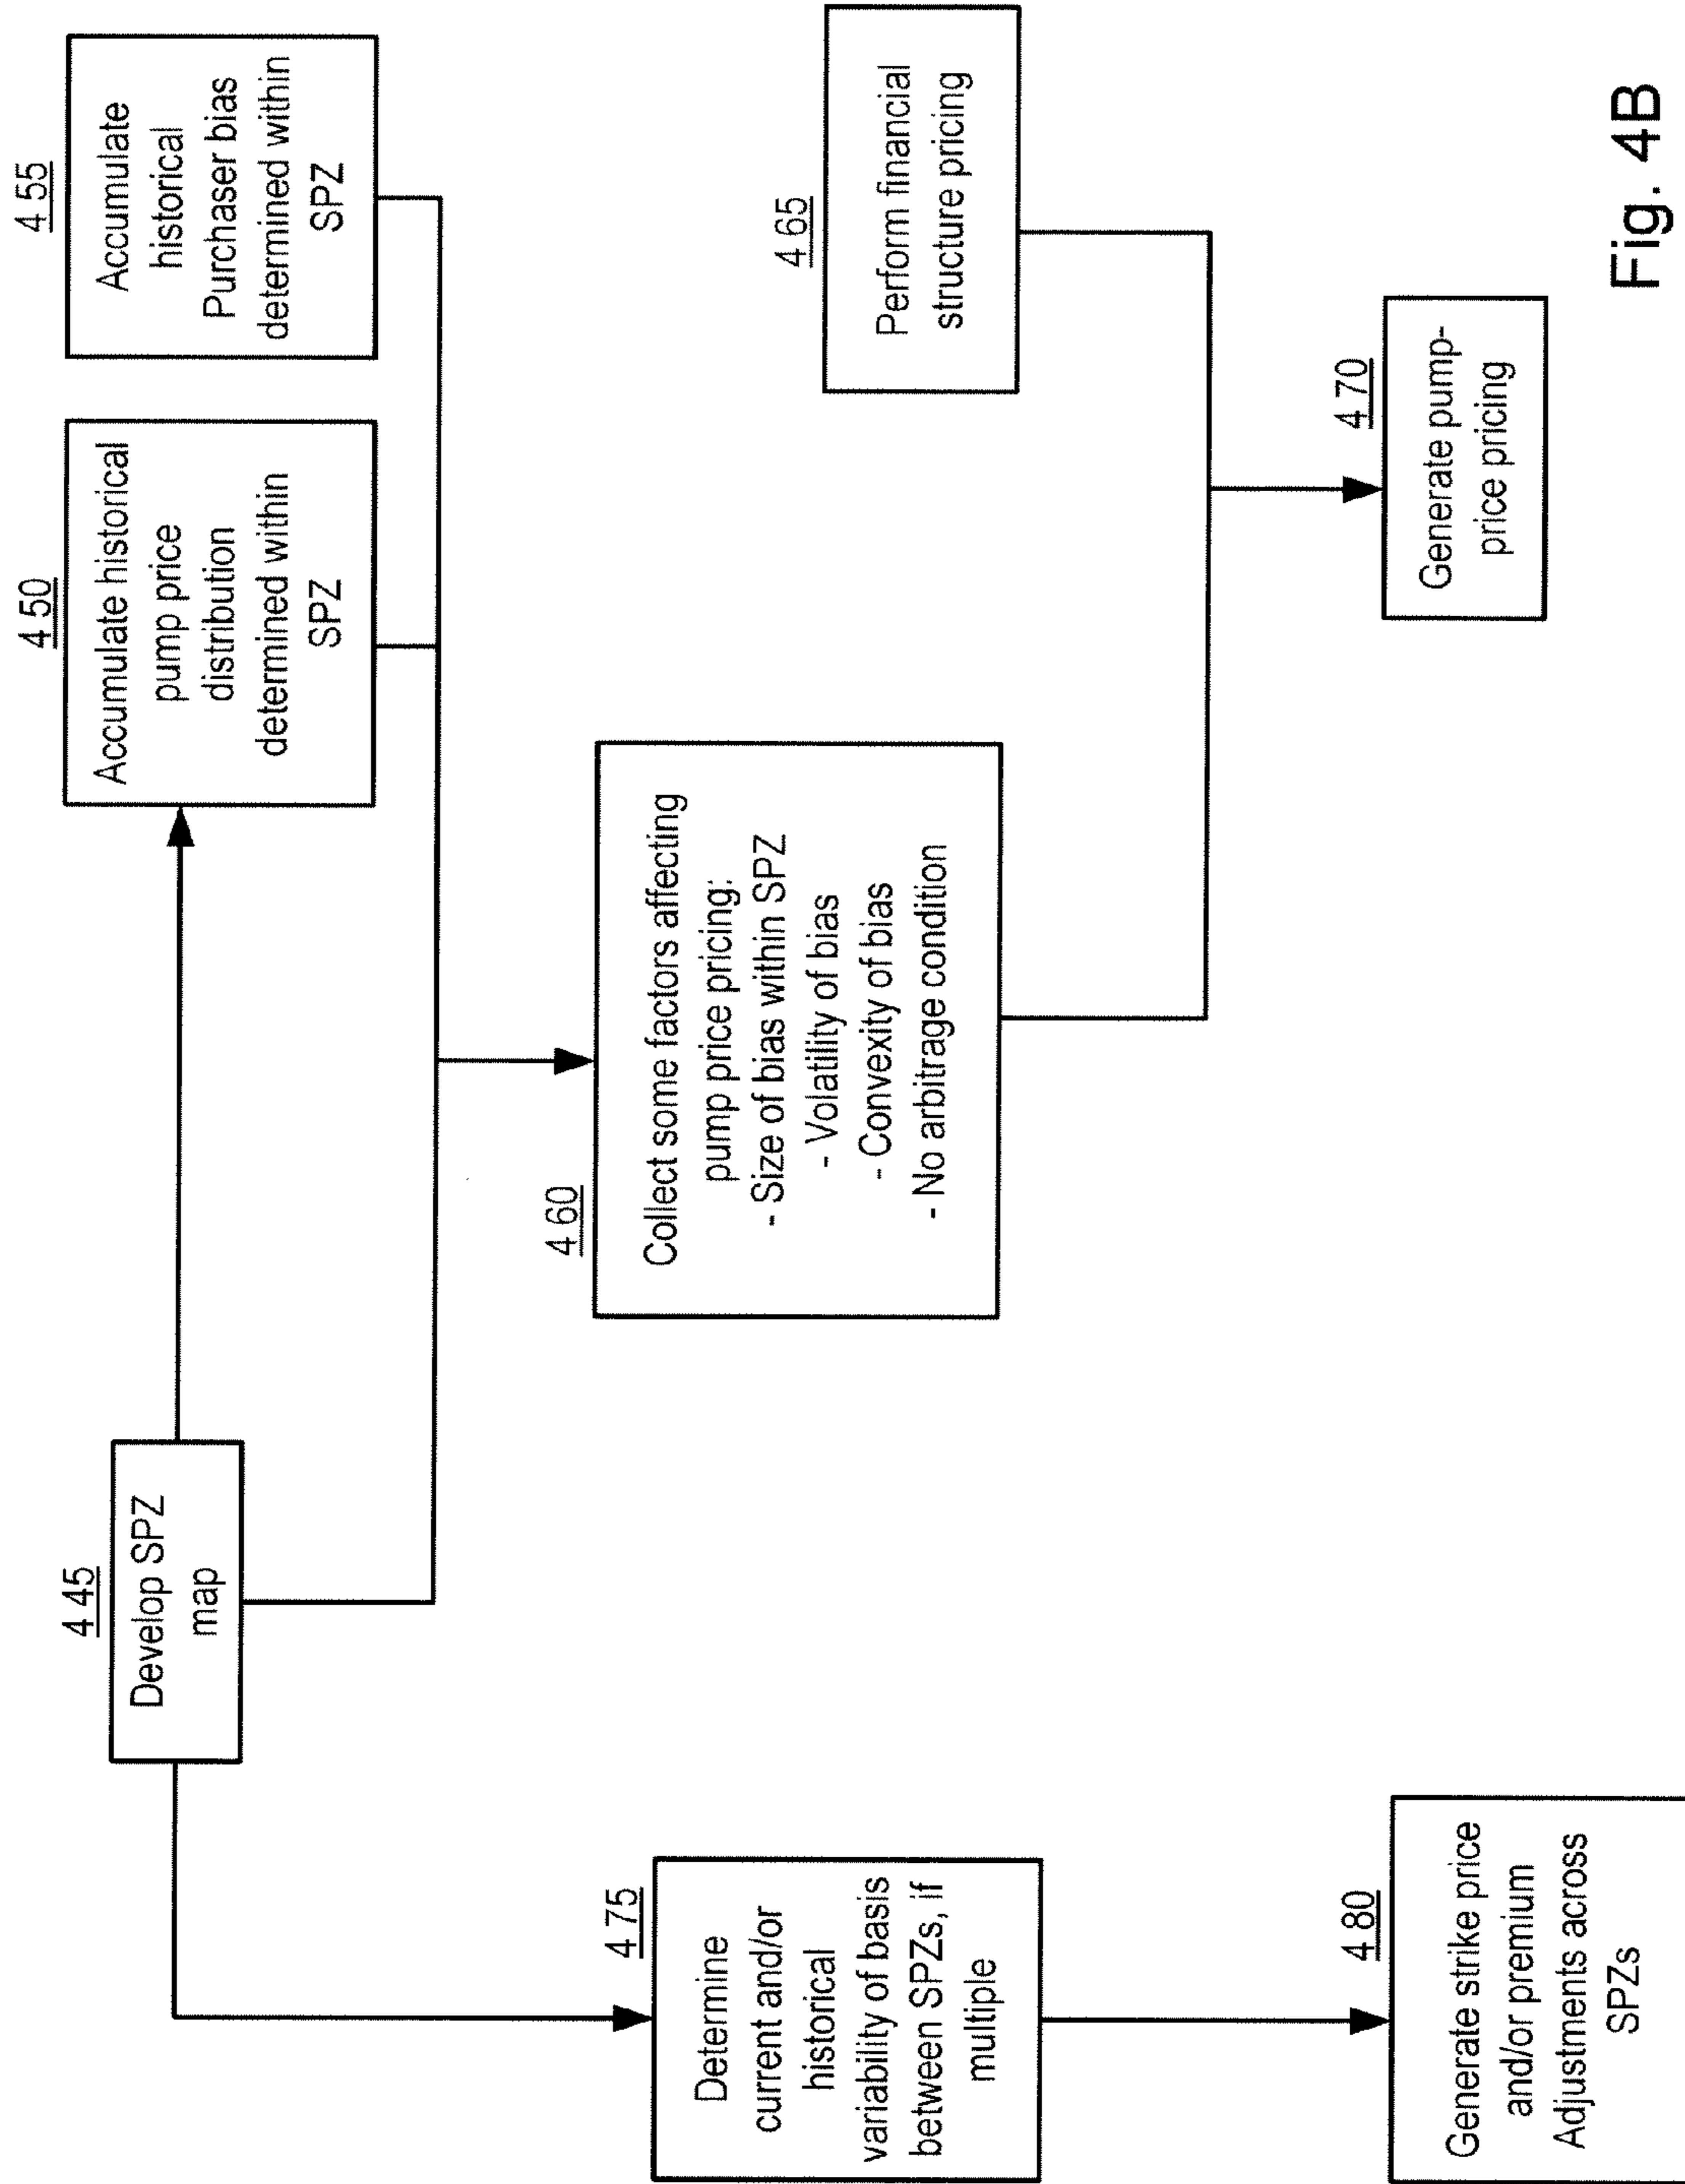 4 45
Develop SPZ
map
4 50
Accumulate historical
pump price
distribution
determined within
SPZ
4 55
Accumulate
historical
Purchaser bias
determined within
SPZ
4 60
Collect some factors affecting
pump price pricing:
- Size of bias within SPZ
- Volatility of bias
- Convexity of bias
- No arbitrage condition
4 65
Perform financial
structure pricing
4 70
Generate pump-
price pricing
4 75
Determine
current and/or
historical
variability of basis
between SPZs, if
multiple
4 80
Generate strike price
and/or premium
Adjustments across
SPZs
Fig. 4B